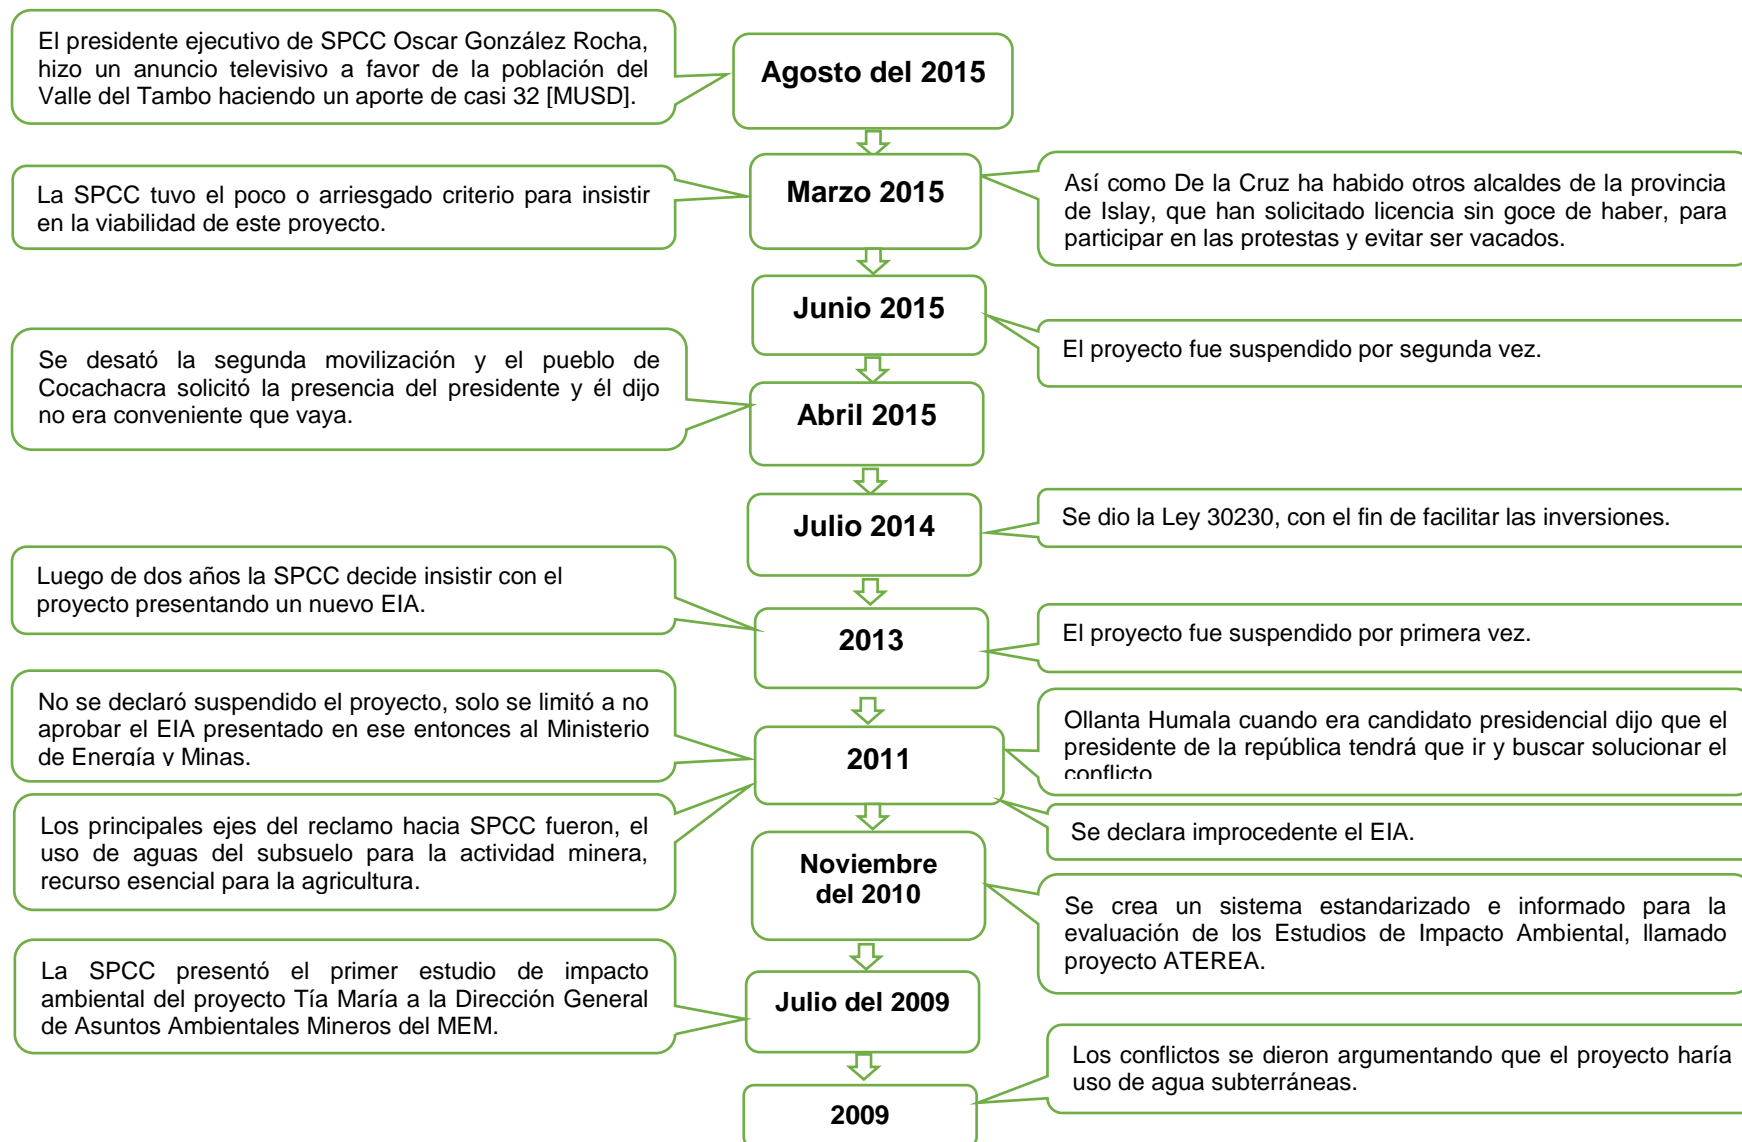 El presidente ejecutivo de SPCC Oscar González Rocha,
hizo un anuncio televisivo a favor de la población del
Valle del Tambo haciendo un aporte de casi 32 [MUSD].
Agosto del 2015
La SPCC tuvo el poco o arriesgado criterio para insistir
en la viabilidad de este proyecto.
Marzo 2015
Así como De la Cruz ha habido otros alcaldes de la provincia
de Islay, que han solicitado licencia sin goce de haber, para
participar en las protestas y evitar ser vacados.
Junio 2015
El proyecto fue suspendido por segunda vez.
Se desató la segunda movilización y el pueblo de
Cocachacra solicitó la presencia del presidente y él dijo
no era conveniente que vaya.
Abril 2015
Julio 2014
Se dio la Ley 30230, con el fin de facilitar las inversiones.
Luego de dos años la SPCC decide insistir con el
proyecto presentando un nuevo EIA.
2013
El proyecto fue suspendido por primera vez.
No se declaró suspendido el proyecto, solo se limitó a no
aprobar el EIA presentado en ese entonces al Ministerio
de Energía y Minas.
2011
Ollanta Humala cuando era candidato presidencial dijo que el
presidente de la república tendrá que ir y buscar solucionar el
conflicto
Los principales ejes del reclamo hacia SPCC fueron, el
uso de aguas del subsuelo para la actividad minera,
recurso esencial para la agricultura.
Se declara improcedente el EIA.
Noviembre
del 2010
Se crea un sistema estandarizado e informado para la
evaluación de los Estudios de Impacto Ambiental, llamado
proyecto ATEREA.
La SPCC presentó el primer estudio de impacto
ambiental del proyecto Tía María a la Dirección General
de Asuntos Ambientales Mineros del MEM.
Julio del 2009
Los conflictos se dieron argumentando que el proyecto haría
uso de agua subterráneas.
2009